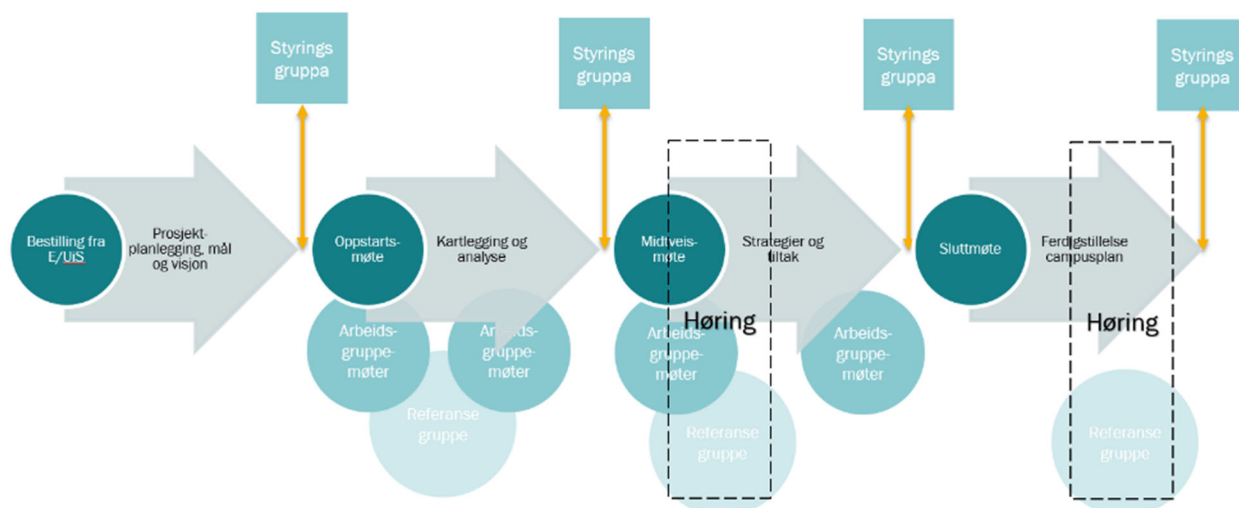 Styrings
gruppa
Styrings
gruppa
Styrings
gruppa
Styrings
gruppa
Bestilling fra
E/UiS
Prosjekt-
planlegging, mål
og visjon
Oppstarts-
møte
Kartlegging og
analyse
Midtveis-
møte
Strategier og
tiltak
Sluttmøte
Ferdigstillelse
campusplan
Arbeids-
gruppe-
møter
Arbeids-
gruppe-
møter
Referanse
gruppe
Arbeids-
gruppe-
møter
Høring
Referanse
gruppe
Arbeids-
gruppe-
møter
Høring
Referanse
gruppe